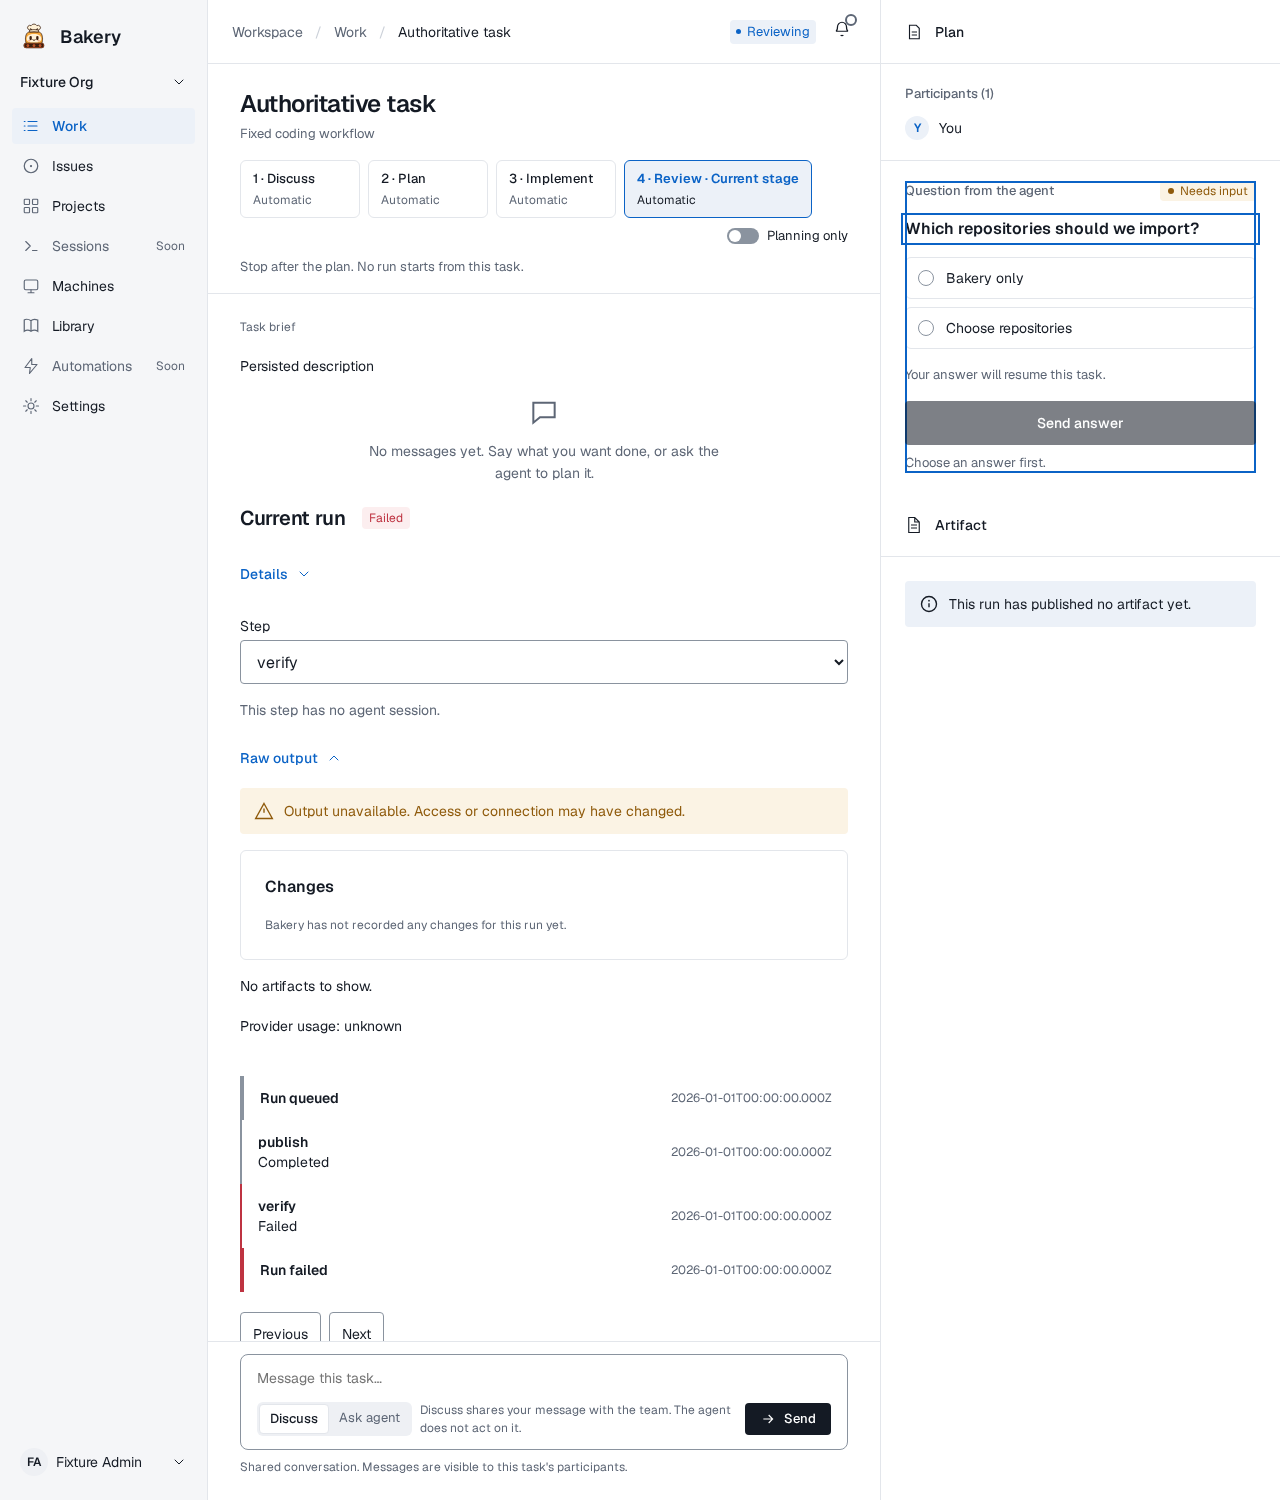 Bakery
Fixture Org
Work
Issues
Projects
Sessions Soon
Machines
Library
Automations Soon
Settings
FA Fixture Admin
Workspace / Work / Authoritative task
Reviewing
Authoritative task
Fixed coding workflow
1 · Discuss
Automatic
2 · Plan
Automatic
3 · Implement
Automatic
4 · Review · Current stage
Automatic
Planning only
Stop after the plan. No run starts from this task.
Task brief
Persisted description
No messages yet. Say what you want done, or ask the
agent to plan it.
Current run Failed
Details
Step
verify
This step has no agent session.
Raw output
Output unavailable. Access or connection may have changed.
Changes
Bakery has not recorded any changes for this run yet.
No artifacts to show.
Provider usage: unknown
Run queued 2026-01-01T00:00:00.000Z
publish
Completed
2026-01-01T00:00:00.000Z
verify
Failed
2026-01-01T00:00:00.000Z
Run failed 2026-01-01T00:00:00.000Z
Previous Next
Message this task...
Discuss Ask agent
Discuss shares your message with the team. The agent
does not act on it.
Send
Shared conversation. Messages are visible to this task's participants.
Plan
Participants (1)
Y You
Question from the agent Needs input
Which repositories should we import?
Bakery only
Choose repositories
Your answer will resume this task.
Send answer
Choose an answer first.
Artifact
This run has published no artifact yet.